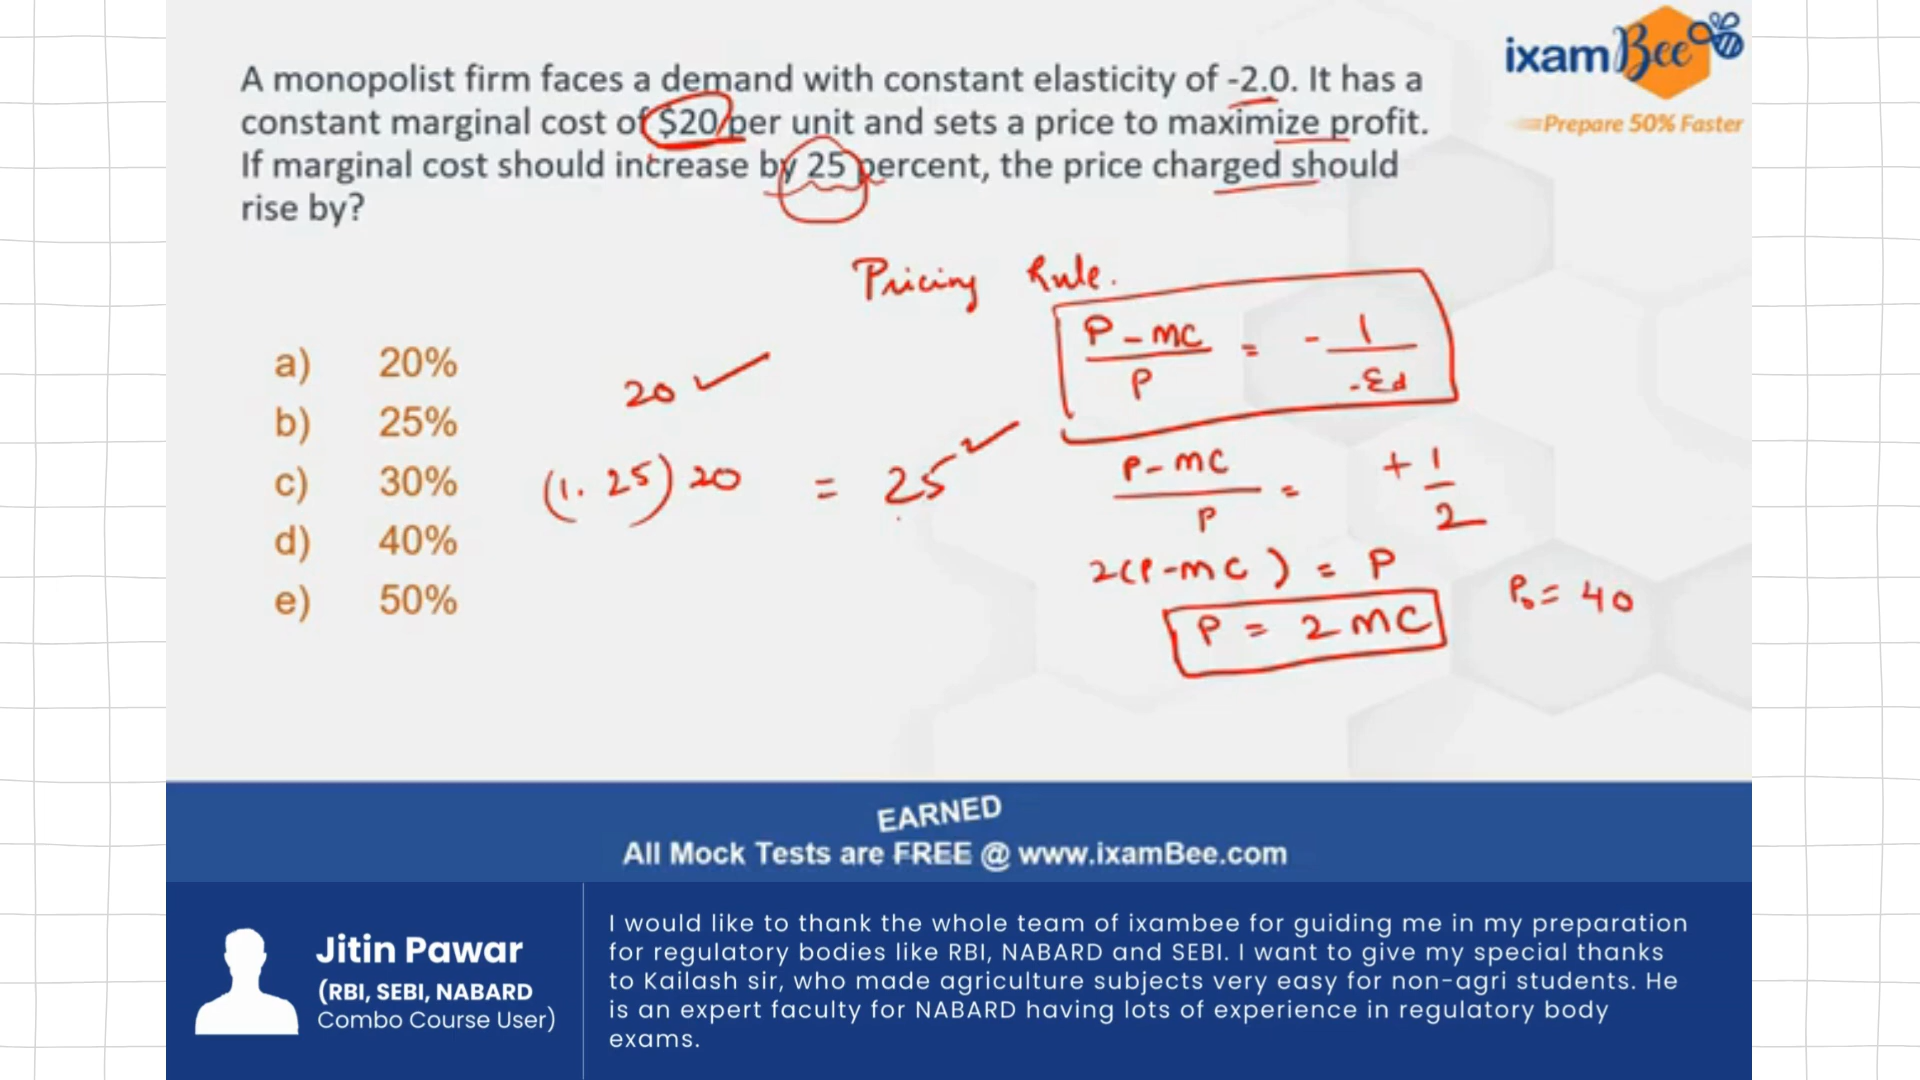 ixamBee
Prepare 50% Faster
A monopolist firm faces a demand with constant elasticity of -2.0. It has a
constant marginal cost of $20 per unit and sets a price to maximize profit.
If marginal cost should increase by 25 percent, the price charged should
rise by?
Pricing Rule.
P - MC / P = - 1 / -Ed
a) 20%
b) 25%
c) 30%
d) 40%
e) 50%
20 ✓
(1.25) 20 = 25 ✓
P - MC / P = + 1 / 2
2(P-MC) = P
P = 2MC
P₀ = 40
EARNED
All Mock Tests are FREE @ www.ixamBee.com
Jitin Pawar
(RBI, SEBI, NABARD
Combo Course User)
I would like to thank the whole team of ixambee for guiding me in my preparation
for regulatory bodies like RBI, NABARD and SEBI. I want to give my special thanks
to Kailash sir, who made agriculture subjects very easy for non-agri students. He
is an expert faculty for NABARD having lots of experience in regulatory body
exams.